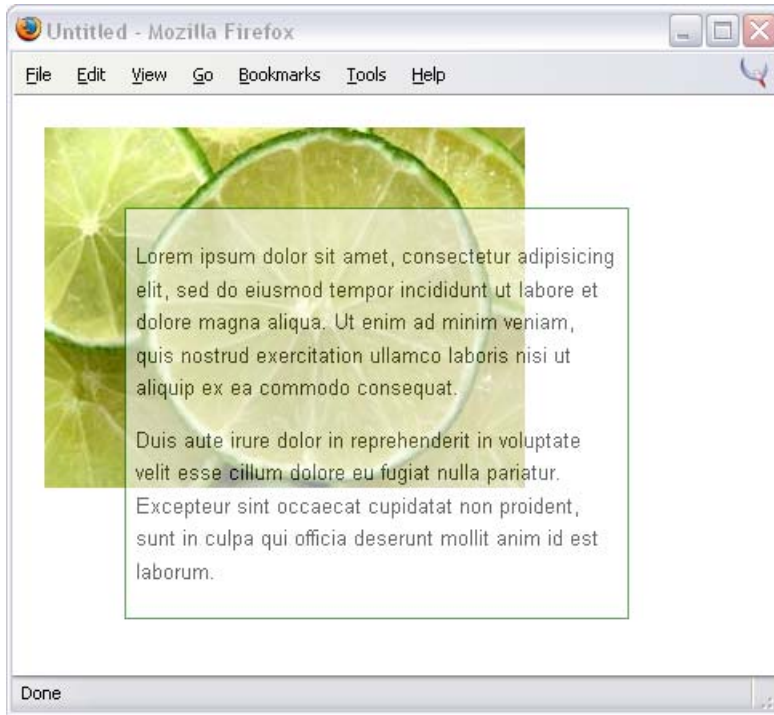 Untitled - Mozilla Firefox
File Edit View Go Bookmarks Tools Help
Lorem ipsum dolor sit amet, consectetur adipisicing
elit, sed do eiusmod tempor incididunt ut labore et
dolore magna aliqua. Ut enim ad minim veniam,
quis nostrud exercitation ullamco laboris nisi ut
aliquip ex ea commodo consequat.
Duis aute irure dolor in reprehenderit in voluptate
velit esse cillum dolore eu fugiat nulla pariatur.
Excepteur sint occaecat cupidatat non proident,
sunt in culpa qui officia deserunt mollit anim id est
laborum.
Done